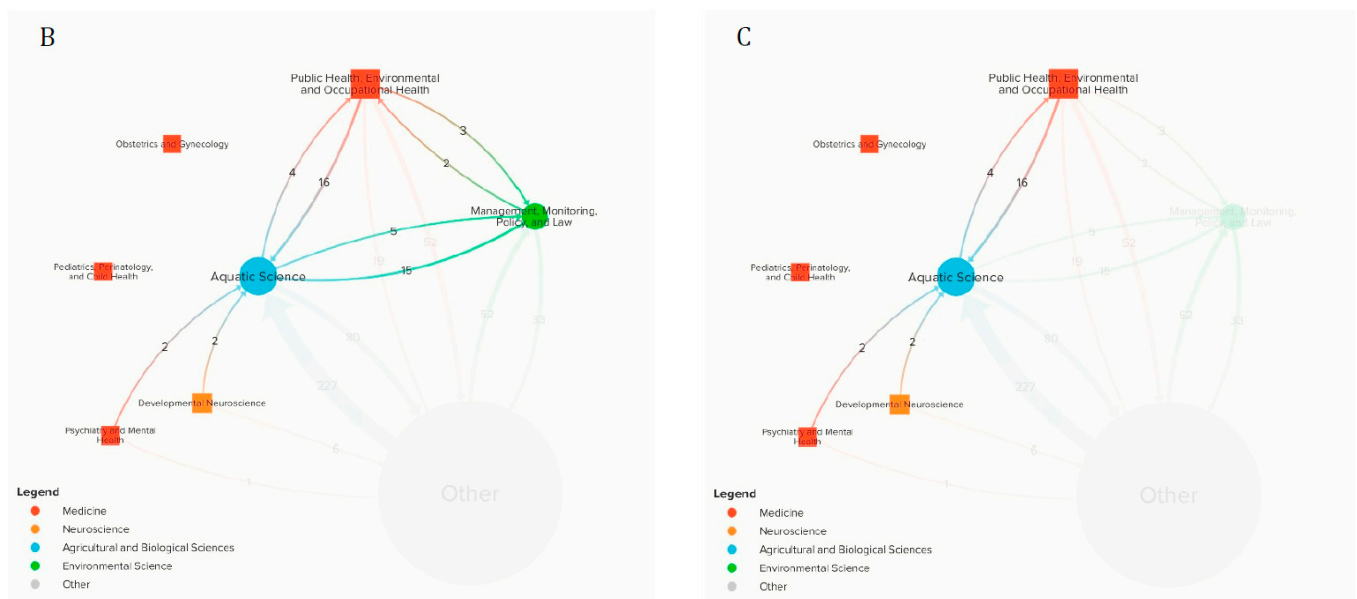 B
Public Health, Environmental
and Occupational Health
3
Obstetrics and Gynecology
2
4
16
Management, Monitoring,
Policy, and Law
5
52
19
Pediatrics, Perinatology,
and Child Health
Aquatic Science
15
52
33
80
2
2
227
Developmental Neuroscience
Psychiatry and Mental
Health
6
1
Other
Legend
Medicine
Neuroscience
Agricultural and Biological Sciences
Environmental Science
Other
C
Public Health, Environmental
and Occupational Health
3
Obstetrics and Gynecology
2
4
16
Management, Monitoring,
Policy, and Law
5
52
19
Pediatrics, Perinatology,
and Child Health
Aquatic Science
15
52
33
80
2
2
227
Developmental Neuroscience
Psychiatry and Mental
Health
6
1
Other
Legend
Medicine
Neuroscience
Agricultural and Biological Sciences
Environmental Science
Other